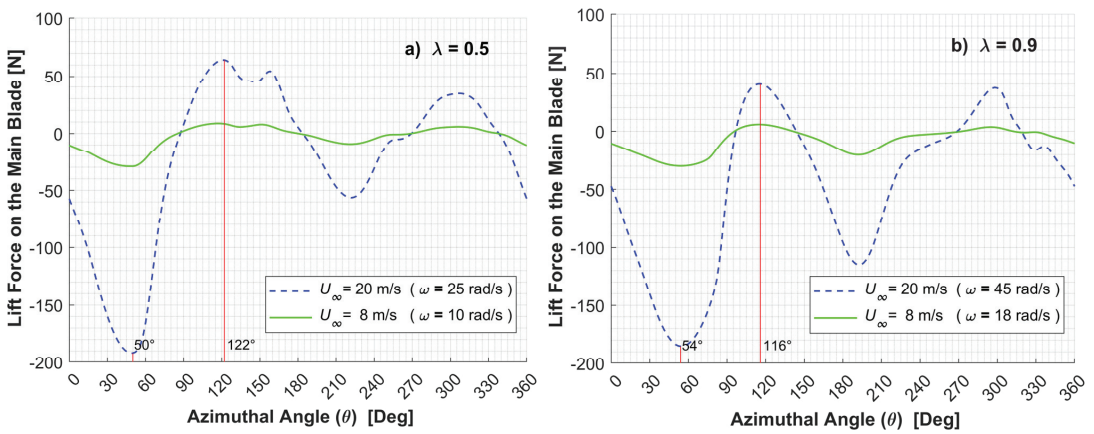 a) λ = 0.5
Lift Force on the Main Blade [N]
100
50
0
-50
-100
-150
-200
U∞= 20 m/s ( ω = 25 rad/s )
U∞= 8 m/s ( ω = 10 rad/s )
50°
122°
0 30 60 90 120 150 180 210 240 270 300 330 360
Azimuthal Angle (θ) [Deg]
b) λ = 0.9
Lift Force on the Main Blade [N]
100
50
0
-50
-100
-150
-200
U∞= 20 m/s ( ω = 45 rad/s )
U∞= 8 m/s ( ω = 18 rad/s )
54°
116°
0 30 60 90 120 150 180 210 240 270 300 330 360
Azimuthal Angle (θ) [Deg]